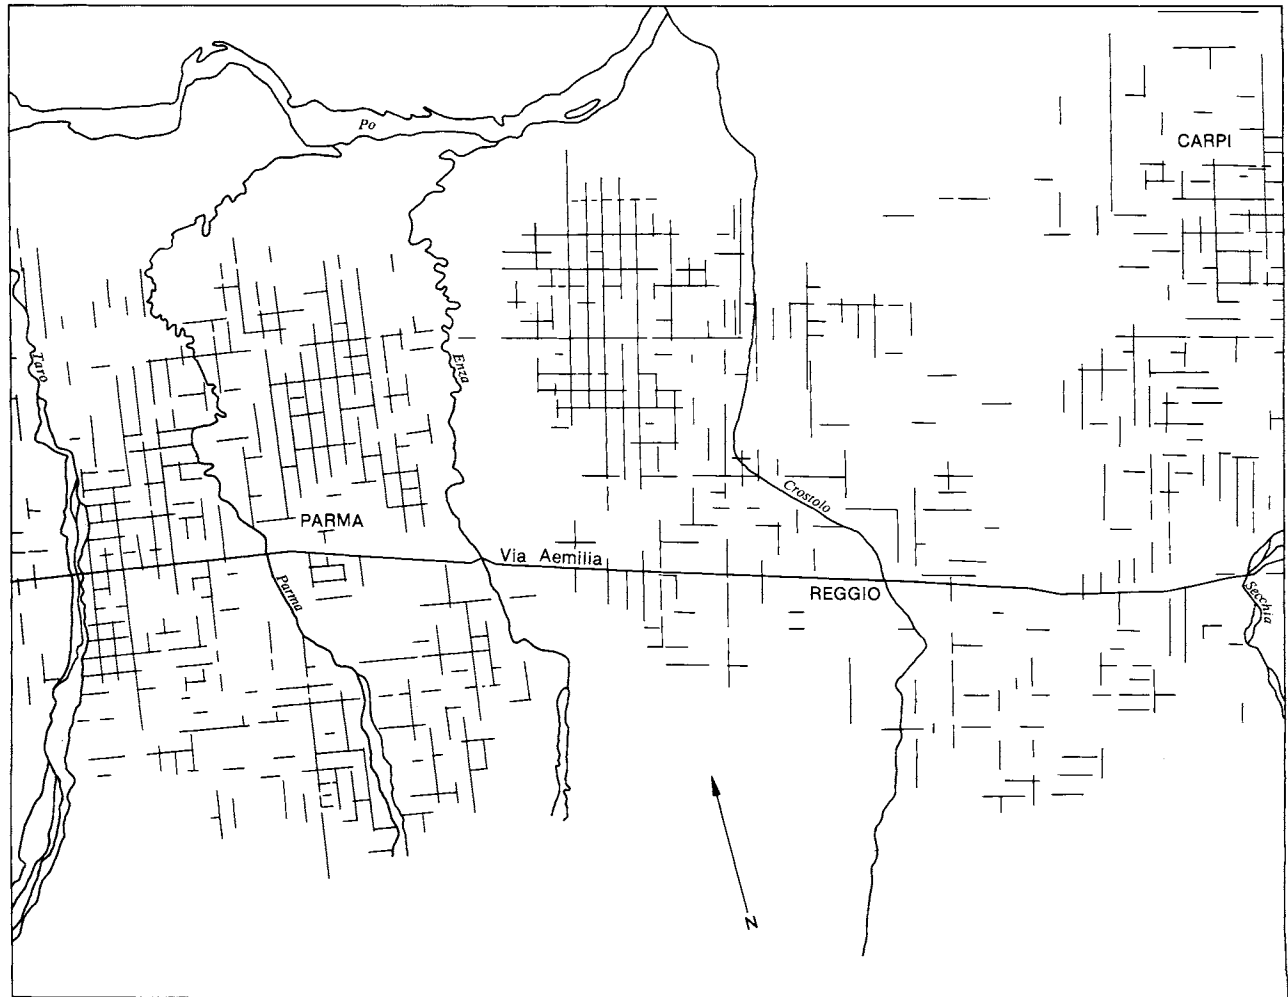 Po
CARPI
Taro
Enza
Crostolo
PARMA
Via Aemilia
REGGIO
Parma
Secchia
N